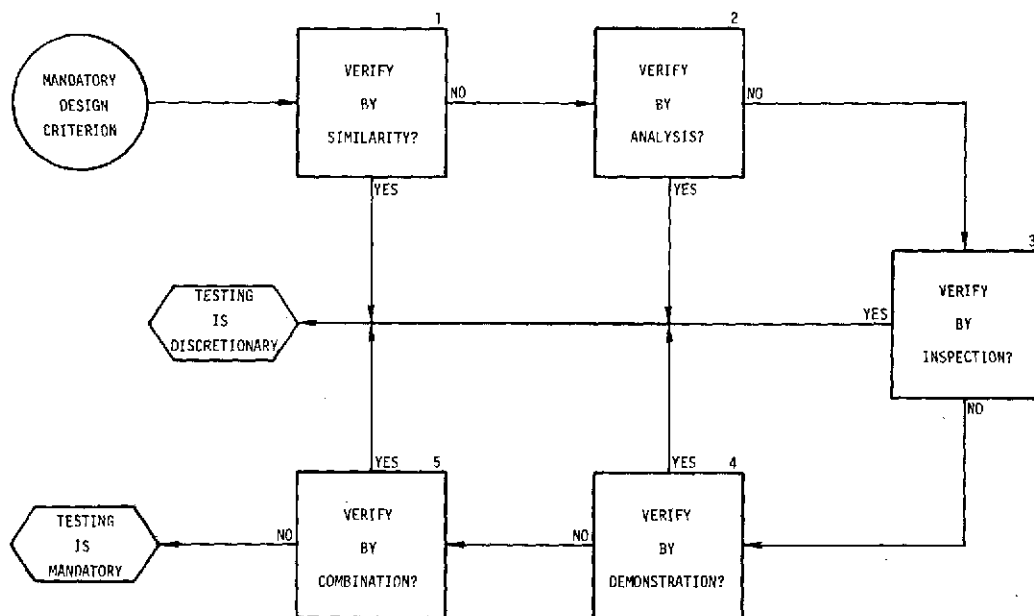 MANDATORY
DESIGN
CRITERION
1
VERIFY
BY
SIMILARITY?
NO
YES
2
VERIFY
BY
ANALYSIS?
NO
YES
3
VERIFY
BY
INSPECTION?
YES
NO
TESTING
IS
DISCRETIONARY
4
VERIFY
BY
DEMONSTRATION?
YES
NO
5
VERIFY
BY
COMBINATION?
YES
NO
TESTING
IS
MANDATORY